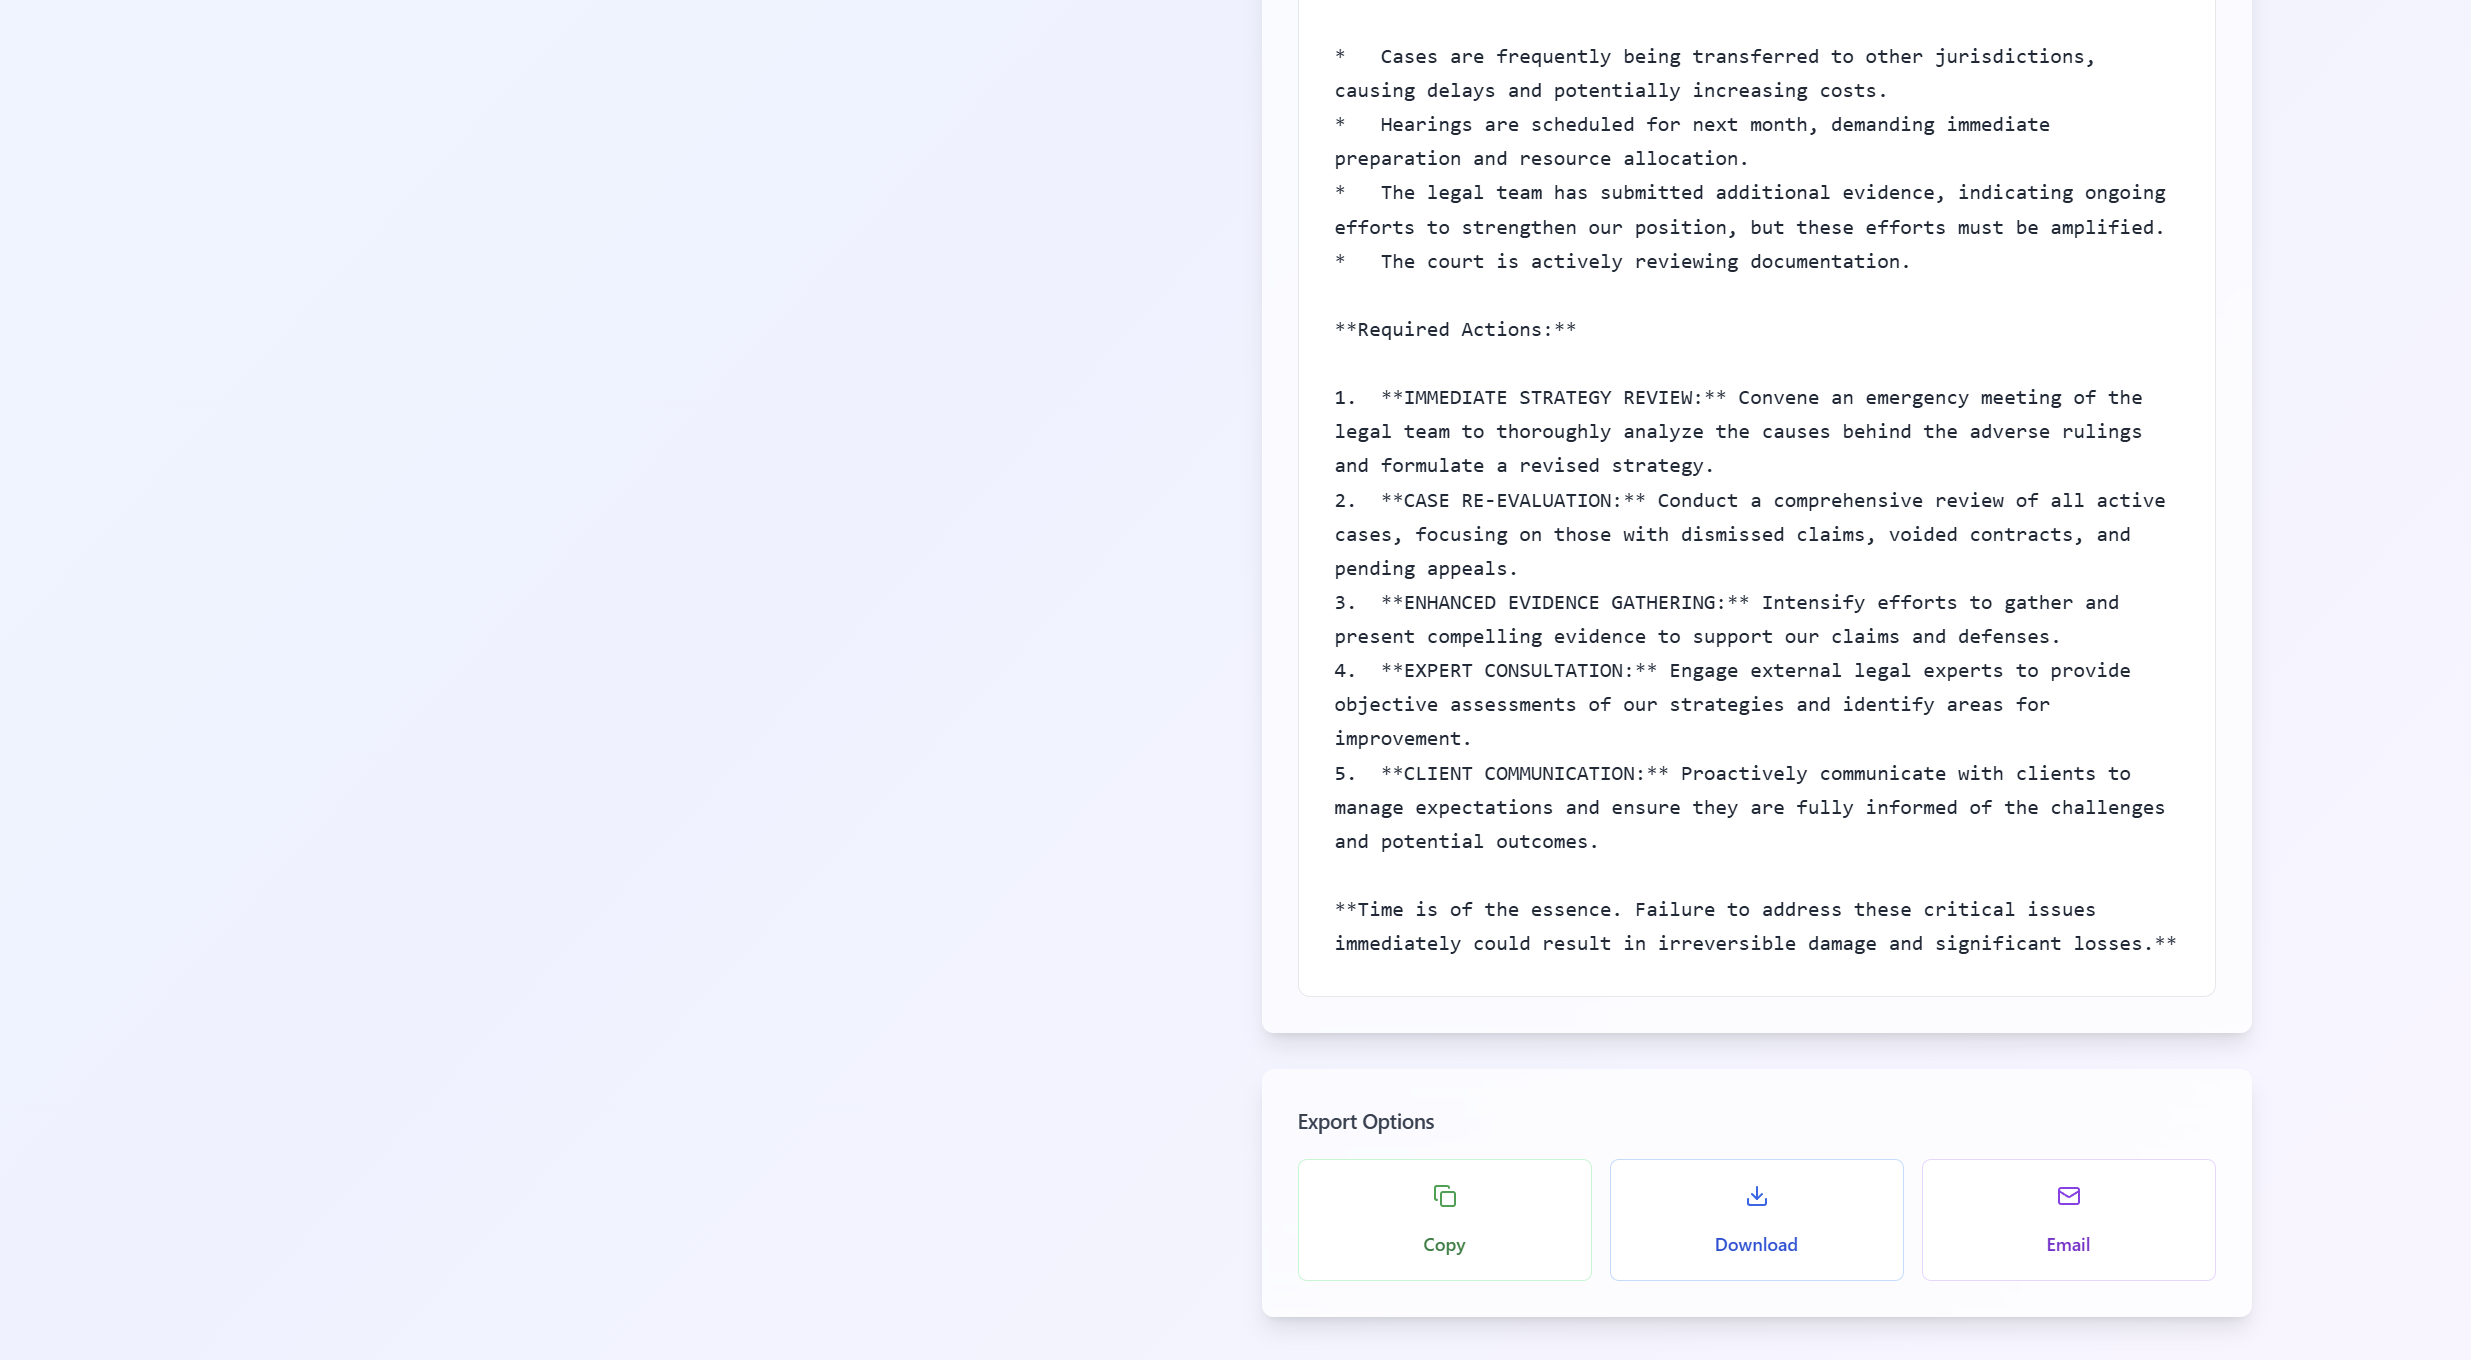 *   Cases are frequently being transferred to other jurisdictions,
causing delays and potentially increasing costs.
*   Hearings are scheduled for next month, demanding immediate
preparation and resource allocation.
*   The legal team has submitted additional evidence, indicating ongoing
efforts to strengthen our position, but these efforts must be amplified.
*   The court is actively reviewing documentation.
**Required Actions:**
1.  **IMMEDIATE STRATEGY REVIEW:** Convene an emergency meeting of the
legal team to thoroughly analyze the causes behind the adverse rulings
and formulate a revised strategy.
2.  **CASE RE-EVALUATION:** Conduct a comprehensive review of all active
cases, focusing on those with dismissed claims, voided contracts, and
pending appeals.
3.  **ENHANCED EVIDENCE GATHERING:** Intensify efforts to gather and
present compelling evidence to support our claims and defenses.
4.  **EXPERT CONSULTATION:** Engage external legal experts to provide
objective assessments of our strategies and identify areas for
improvement.
5.  **CLIENT COMMUNICATION:** Proactively communicate with clients to
manage expectations and ensure they are fully informed of the challenges
and potential outcomes.
**Time is of the essence. Failure to address these critical issues
immediately could result in irreversible damage and significant losses.**
Export Options
Copy
Download
Email